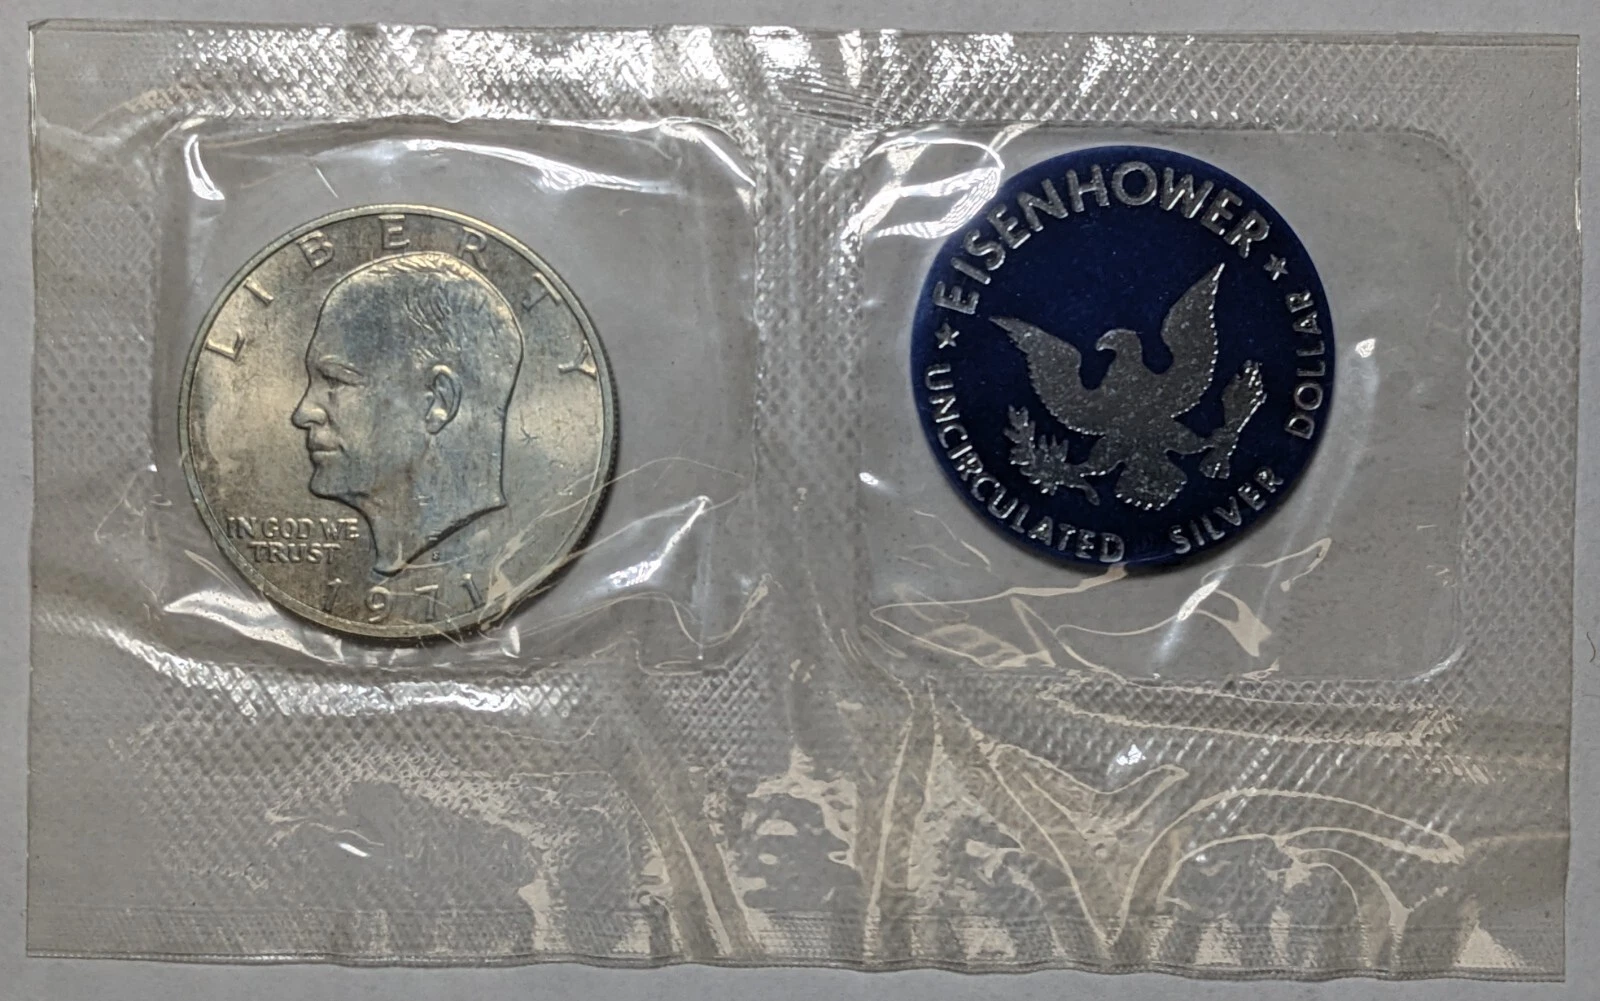 LIBERTY
IN GOD WE
TRUST
1971
★ EISENHOWER ★
UNCIRCULATED SILVER DOLLAR